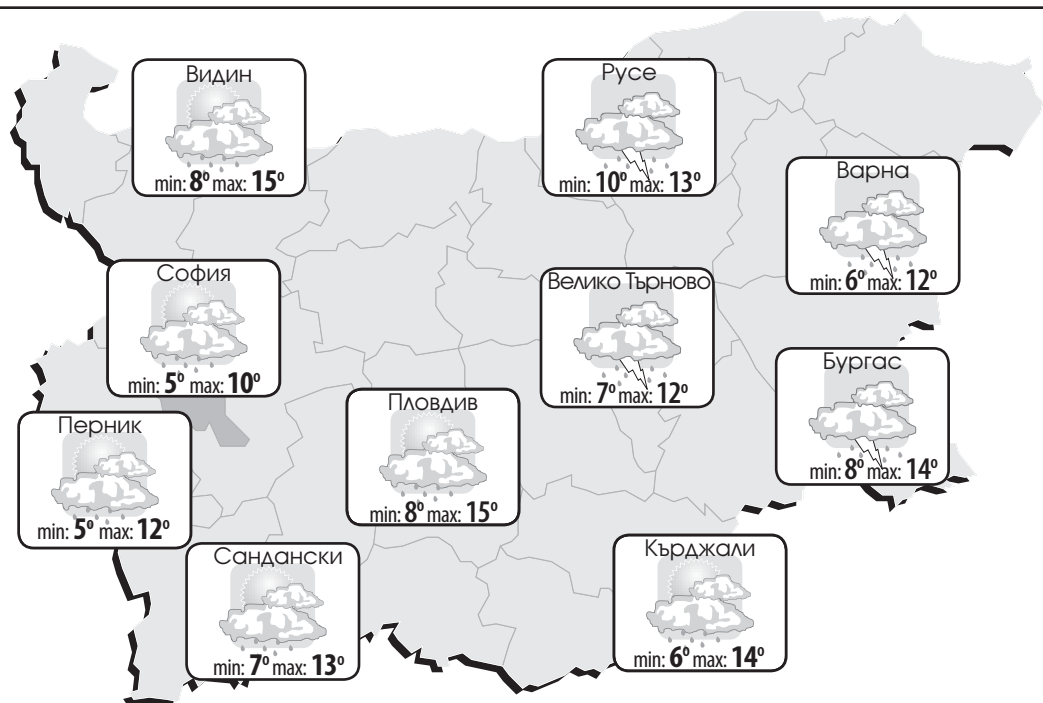 Видин
min: 8° max: 15°
Русе
min: 10° max: 13°
Варна
min: 6° max: 12°
София
min: 5° max: 10°
Велико Търново
min: 7° max: 12°
Бургас
min: 8° max: 14°
Пловдив
min: 8° max: 15°
Перник
min: 5° max: 12°
Сандански
min: 7° max: 13°
Кърджали
min: 6° max: 14°